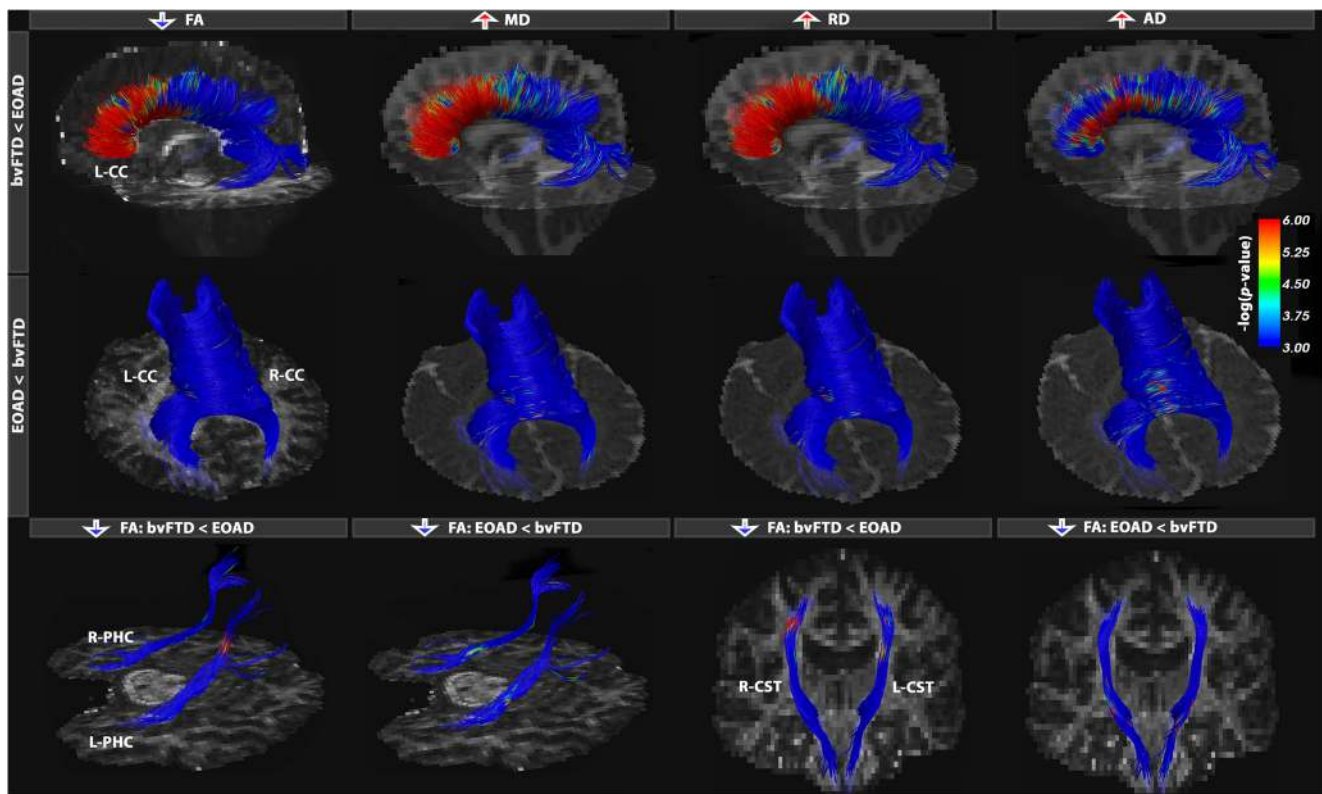 FA
MD
RD
AD
bvFTD < EOAD
L-CC
6.00
5.25
4.50
3.75
3.00
-log(p-value)
EOAD < bvFTD
L-CC
R-CC
FA: bvFTD < EOAD
FA: EOAD < bvFTD
FA: bvFTD < EOAD
FA: EOAD < bvFTD
R-PHC
L-PHC
R-CST
L-CST